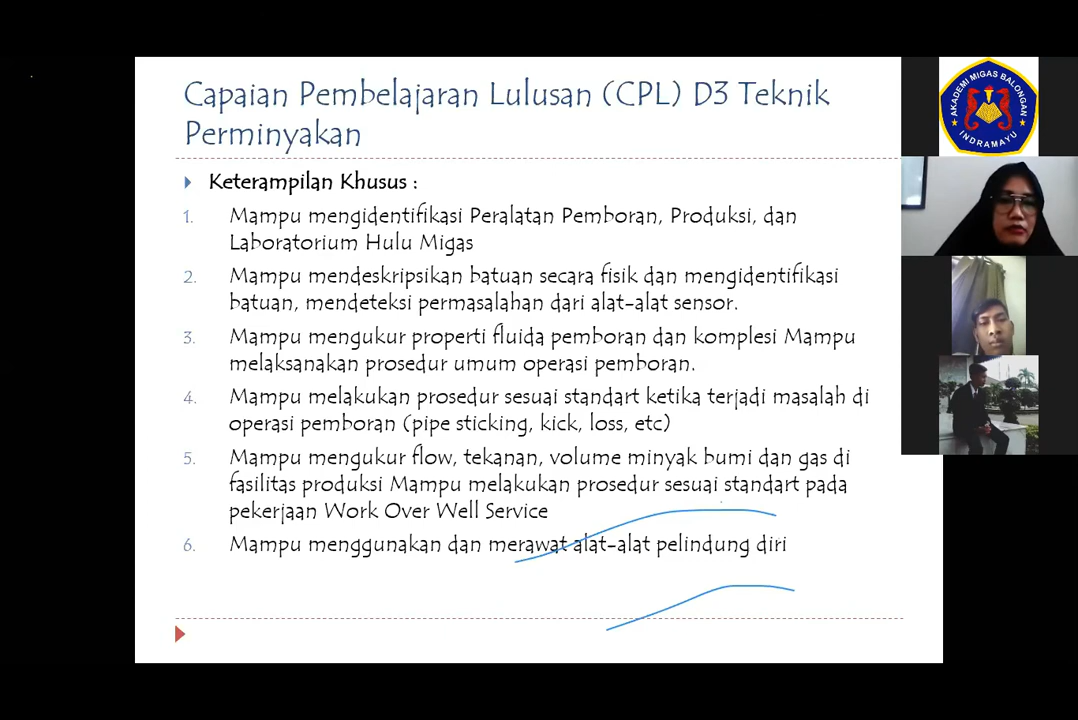 Capaian Pembelajaran Lulusan (CPL) D3 Teknik
Perminyakan
Keterampilan Khusus :
1. Mampu mengidentifikasi Peralatan Pemboran, Produksi, dan
Laboratorium Hulu Migas
2. Mampu mendeskripsikan batuan secara fisik dan mengidentifikasi
batuan, mendeteksi permasalahan dari alat-alat sensor.
3. Mampu mengukur properti fluida pemboran dan komplesi Mampu
melaksanakan prosedur umum operasi pemboran.
4. Mampu melakukan prosedur sesuai standart ketika terjadi masalah di
operasi pemboran (pipe sticking, kick, loss, etc)
5. Mampu mengukur flow, tekanan, volume minyak bumi dan gas di
fasilitas produksi Mampu melakukan prosedur sesuai standart pada
pekerjaan Work Over Well Service
6. Mampu menggunakan dan merawat alat-alat pelindung diri
AKADEMI MIGAS BALONGAN
INDRAMAYU